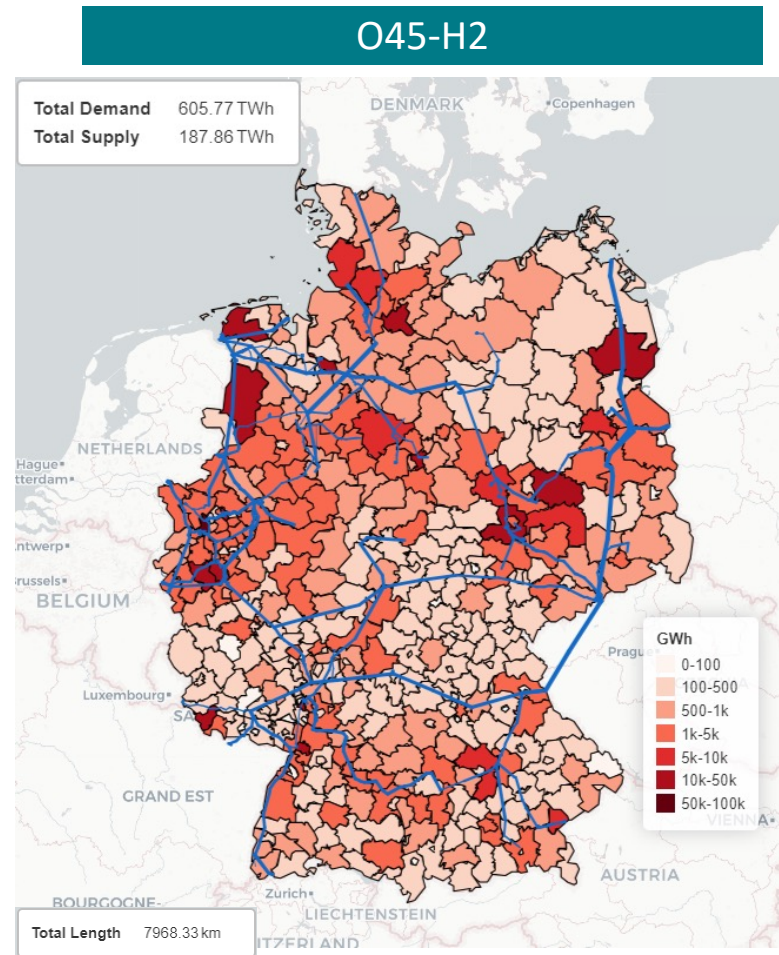 O45-H2
Total Demand 605.77 TWh
Total Supply 187.86 TWh
DENMARK
Copenhagen
NETHERLANDS
Hague
tterdam
ntwerp
russels
BELGIUM
GWh
0-100
100-500
500-1k
1k-5k
5k-10k
10k-50k
50k-100k
Prague
Luxembourg
SA
GRAND EST
VIENNA
AUSTRIA
Zurich
BOURGOGNE-
LIECHTENSTEIN
Total Length 7968.33 km
ITZERLAND